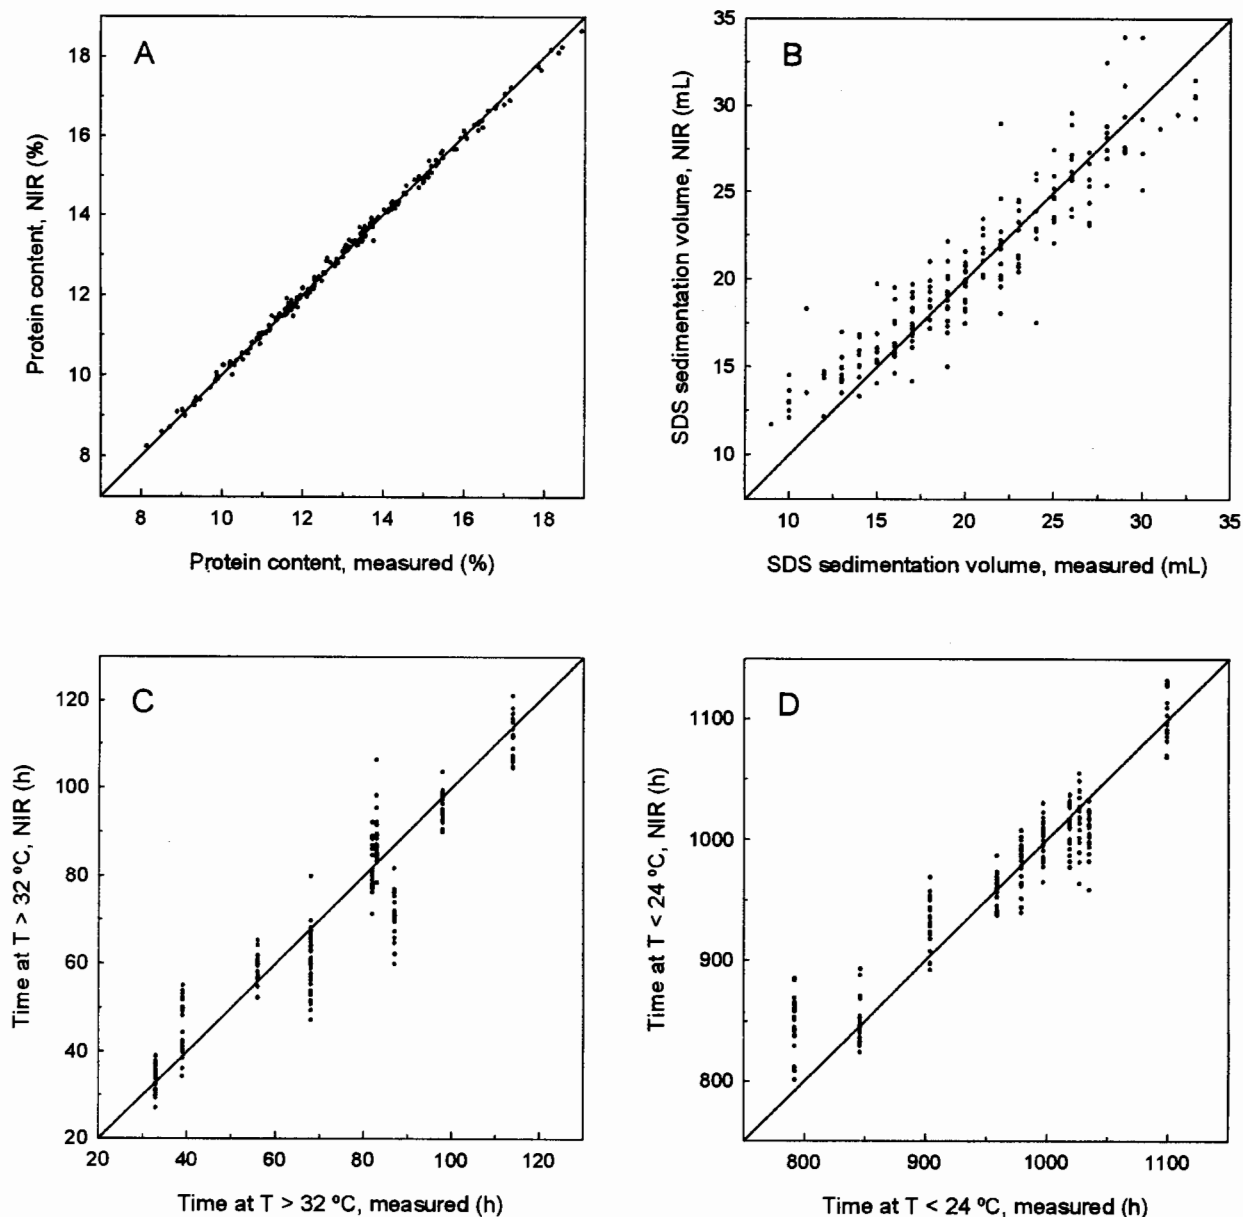 A
Protein content, NIR (%)
18
16
14
12
10
8
8 10 12 14 16 18
Protein content, measured (%)
B
SDS sedimentation volume, NIR (mL)
35
30
25
20
15
10
10 15 20 25 30 35
SDS sedimentation volume, measured (mL)
C
Time at T > 32 ºC, NIR (h)
120
100
80
60
40
20
20 40 60 80 100 120
Time at T > 32 ºC, measured (h)
D
Time at T < 24 ºC, NIR (h)
1100
1000
900
800
800 900 1000 1100
Time at T < 24 ºC, measured (h)